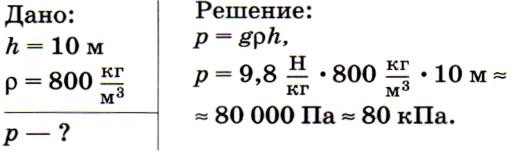 Дано:
h = 10 м
ρ = 800 кг/м³
p — ?
Решение:
p = gρh,
p = 9,8 Н/кг · 800 кг/м³ · 10 м ≈
≈ 80 000 Па ≈ 80 кПа.